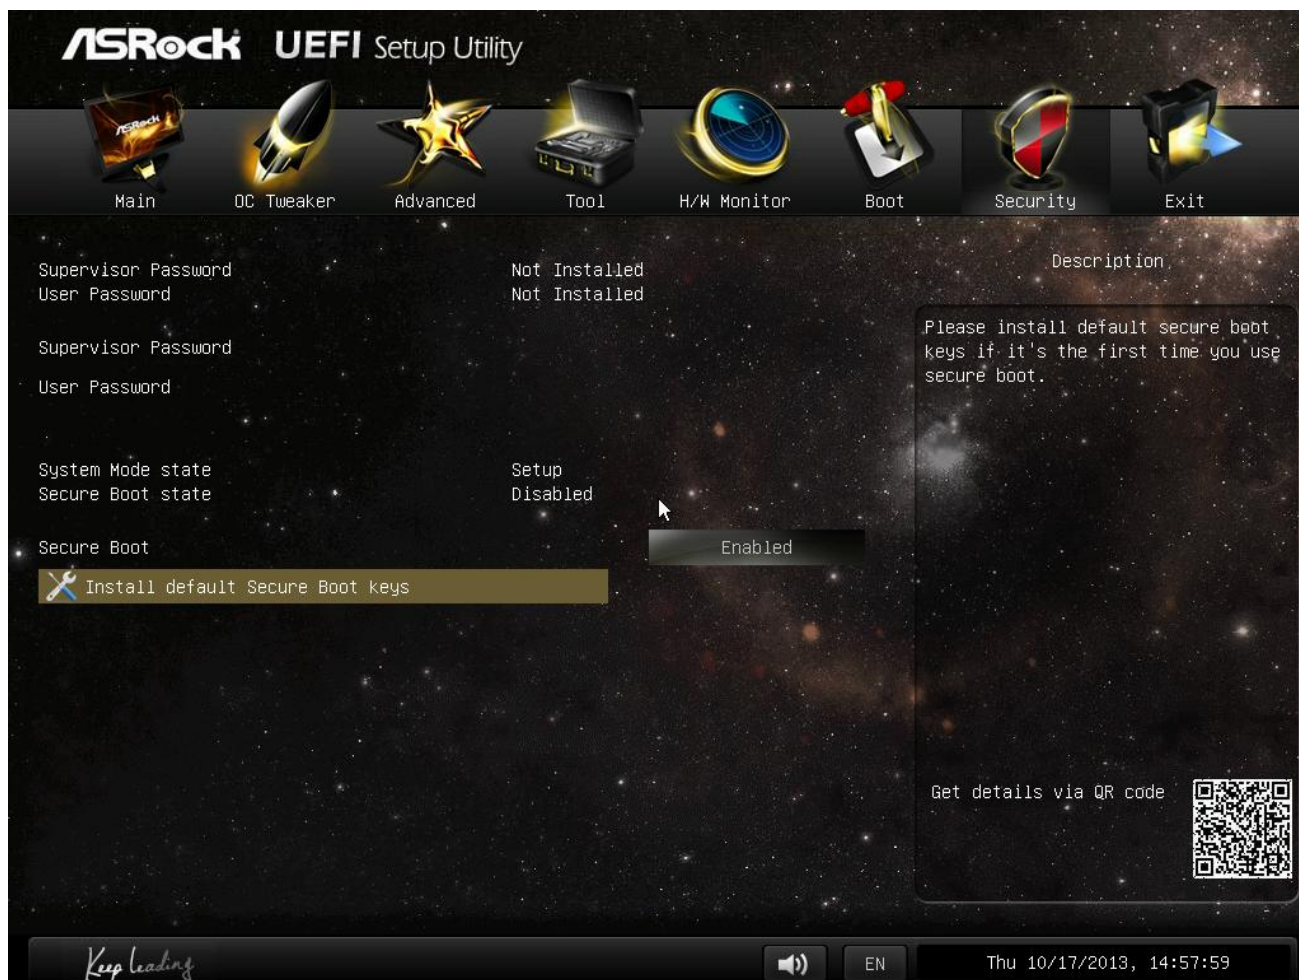 ASRock UEFI Setup Utility
ASRock
Main OC Tweaker Advanced Tool H/W Monitor Boot Security Exit
Supervisor Password Not Installed
User Password Not Installed
Supervisor Password
User Password
System Mode state Setup
Secure Boot state Disabled
Secure Boot Enabled
Install default Secure Boot keys
Description
Please install default secure boot
keys if it's the first time you use
secure boot.
Get details via QR code
Keep Leading
EN
Thu 10/17/2013, 14:57:59